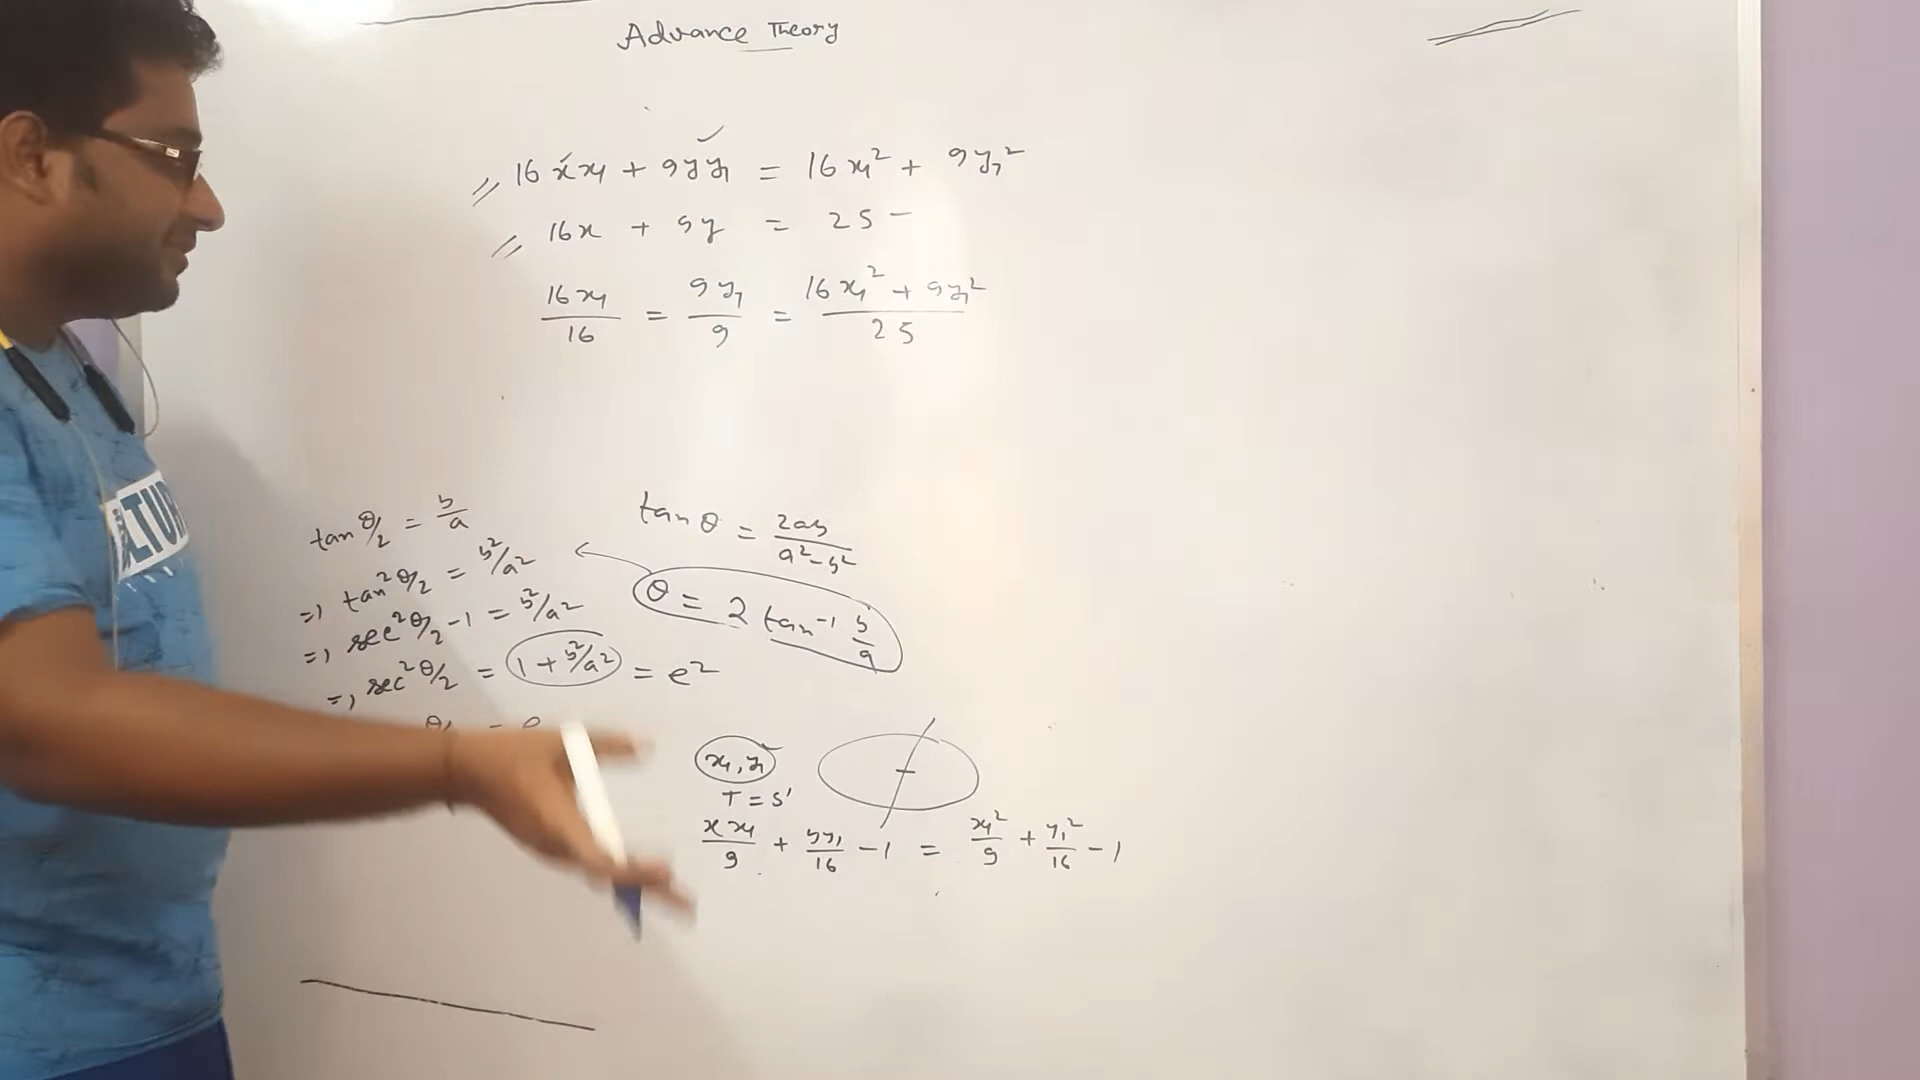 Advance Theory
16xx₁ + 9yy₁ = 16x₁² + 9y₁²
16x + 9y = 25
16x₁/16 = 9y₁/9 = (16x₁² + 9y₁²)/25
tan θ/2 = b/a
=) tan² θ/2 = b²/a²
=) sec² θ/2 - 1 = b²/a²
=) sec² θ/2 = 1 + b²/a² = e²
tan θ = 2ab/(a² - b²)
θ = 2 tan⁻¹ b/a
x₁, y₁
T = S'
xx₁/9 + yy₁/16 - 1 = x₁²/9 + y₁²/16 - 1